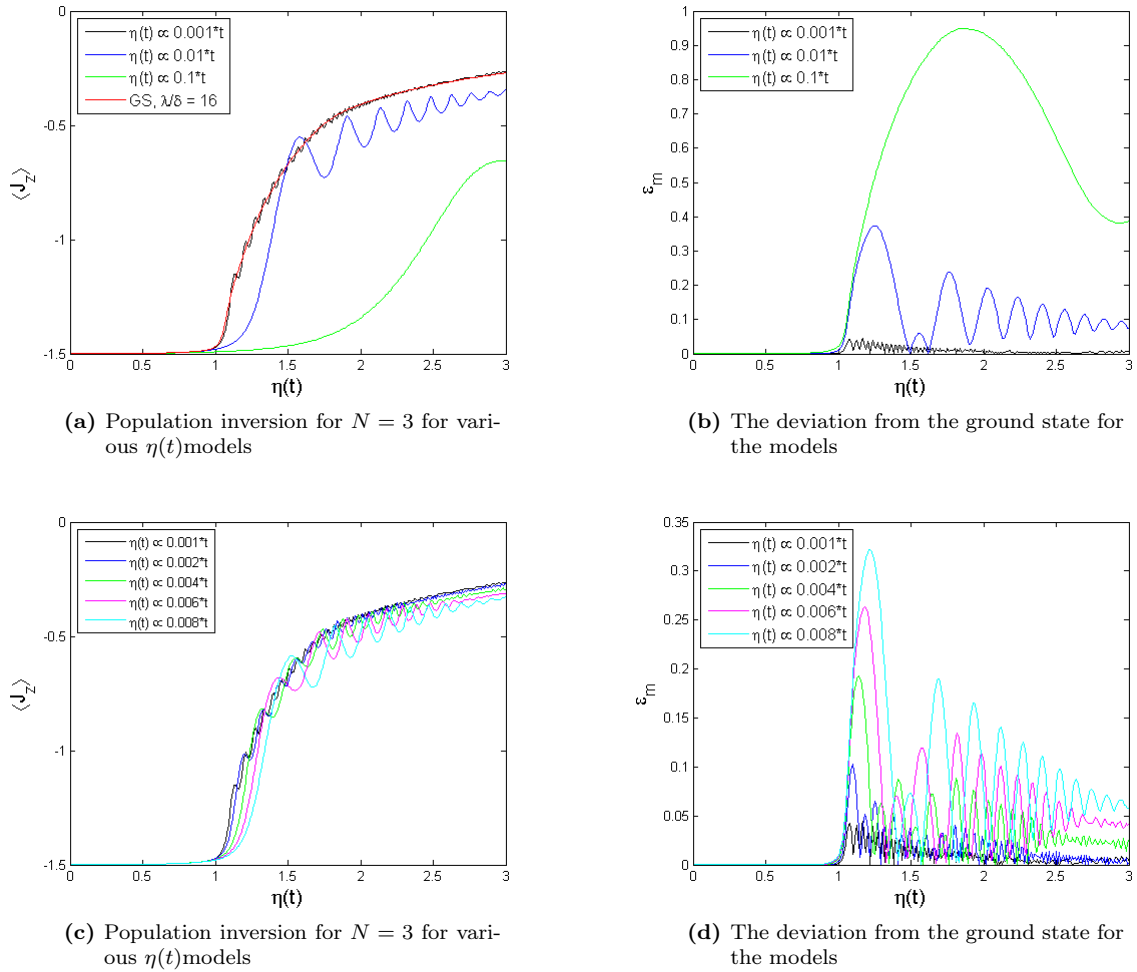 0
-0.5
-1
-1.5
⟨J_z⟩
η(t) ∝ 0.001*t
η(t) ∝ 0.01*t
η(t) ∝ 0.1*t
GS, λ/δ = 16
0 0.5 1 1.5 2 2.5 3
η(t)
(a) Population inversion for N = 3 for vari-
ous η(t)models
1
0.9
0.8
0.7
0.6
0.5
0.4
0.3
0.2
0.1
0
ε_m
η(t) ∝ 0.001*t
η(t) ∝ 0.01*t
η(t) ∝ 0.1*t
0 0.5 1 1.5 2 2.5 3
η(t)
(b) The deviation from the ground state for
the models
0
-0.5
-1
-1.5
⟨J_z⟩
η(t) ∝ 0.001*t
η(t) ∝ 0.002*t
η(t) ∝ 0.004*t
η(t) ∝ 0.006*t
η(t) ∝ 0.008*t
0 0.5 1 1.5 2 2.5 3
η(t)
(c) Population inversion for N = 3 for vari-
ous η(t)models
0.35
0.3
0.25
0.2
0.15
0.1
0.05
0
ε_m
η(t) ∝ 0.001*t
η(t) ∝ 0.002*t
η(t) ∝ 0.004*t
η(t) ∝ 0.006*t
η(t) ∝ 0.008*t
0 0.5 1 1.5 2 2.5 3
η(t)
(d) The deviation from the ground state for
the models